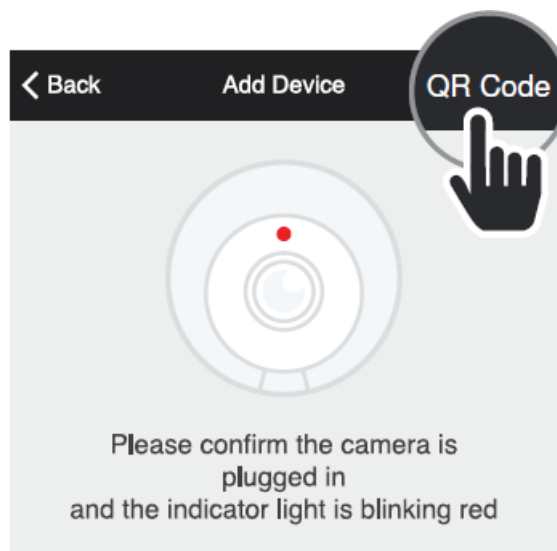 Back
Add Device
QR Code
Please confirm the camera is
plugged in
and the indicator light is blinking red